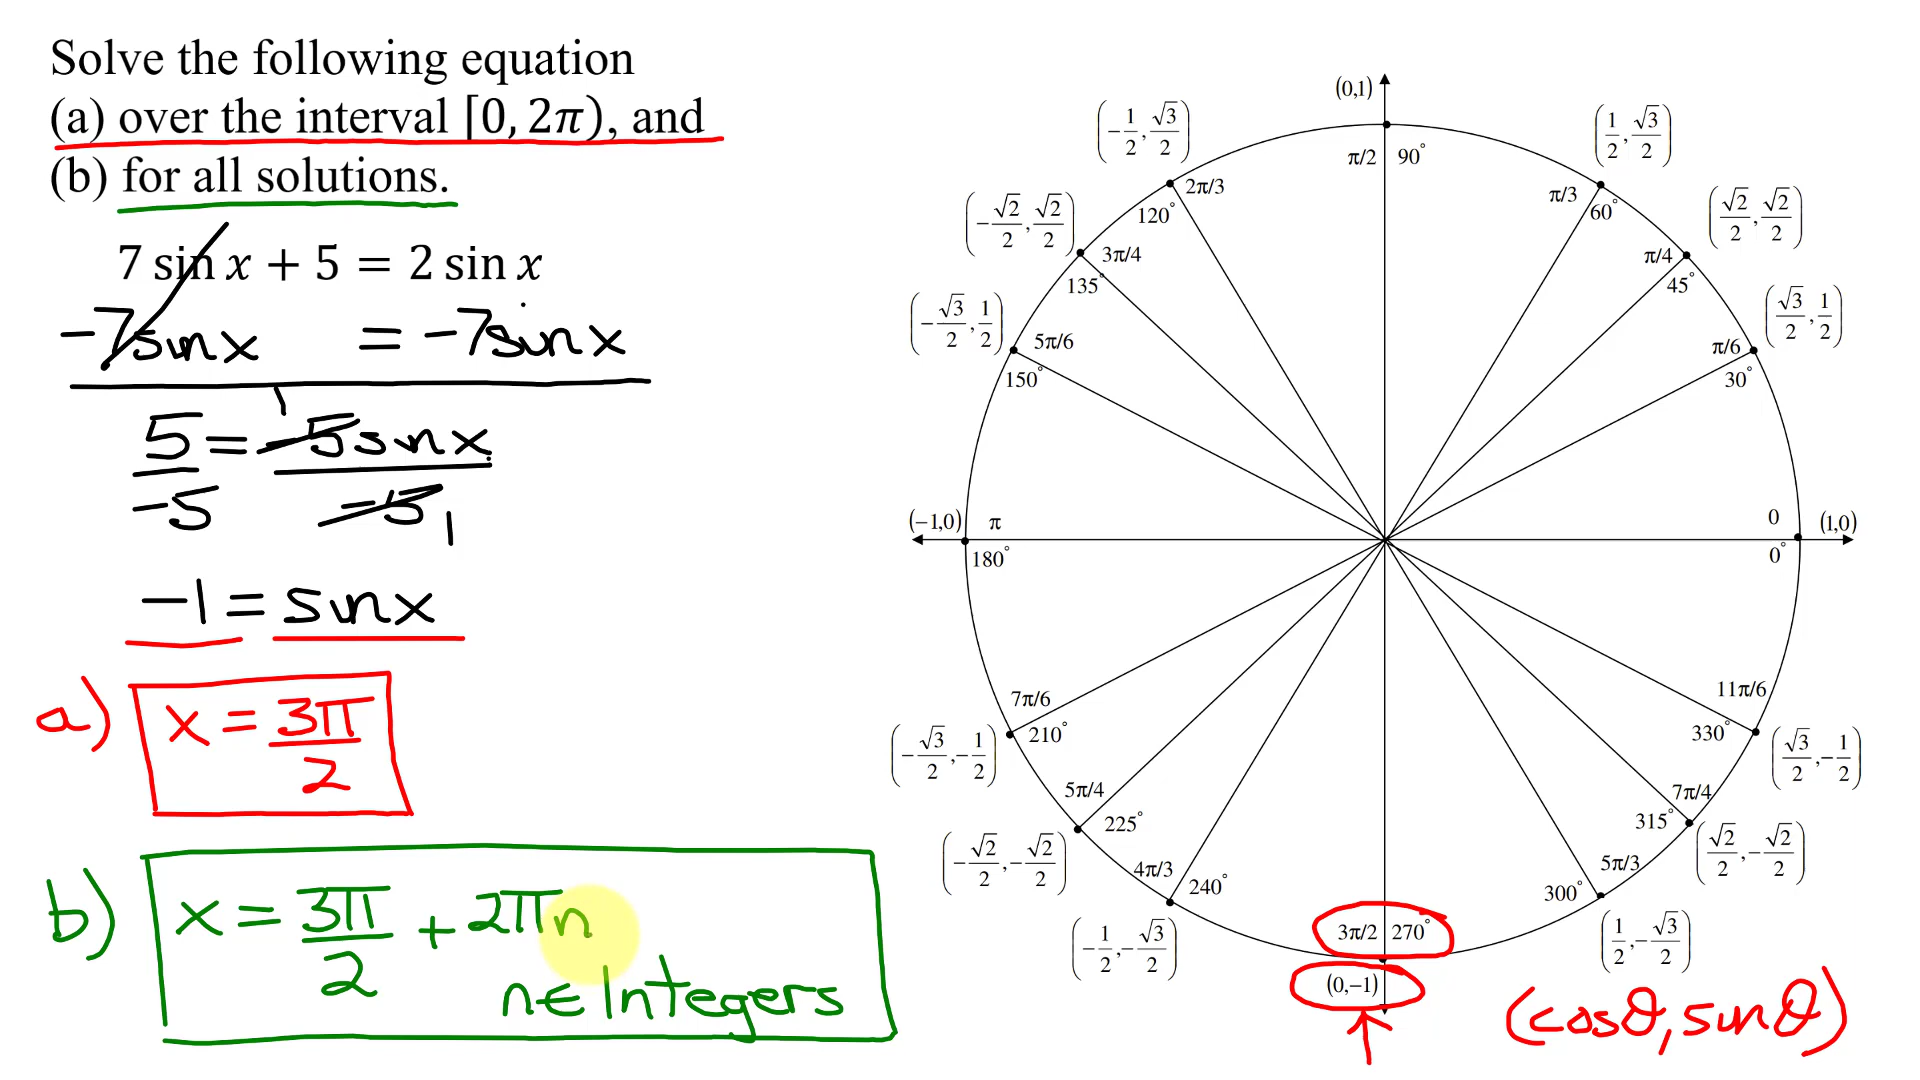 Solve the following equation
(a) over the interval [0, 2π), and
(b) for all solutions.
7 sin x + 5 = 2 sin x
-7sinx = -7sinx
5 = -5sinx
-5 -5 1
-1 = sinx
a) x = 3π/2
b) x = 3π/2 + 2πn
n∈Integers
(0,1)
π/2 90°
(-1/2, √3/2)
2π/3
120°
(-√2/2, √2/2)
3π/4
135°
(-√3/2, 1/2)
5π/6
150°
(1/2, √3/2)
π/3
60°
(√2/2, √2/2)
π/4
45°
(√3/2, 1/2)
π/6
30°
(-1,0)
π
180°
0
(1,0)
0°
7π/6
210°
(-√3/2, -1/2)
5π/4
225°
(-√2/2, -√2/2)
4π/3
240°
(-1/2, -√3/2)
11π/6
330°
(√3/2, -1/2)
7π/4
315°
(√2/2, -√2/2)
5π/3
300°
(1/2, -√3/2)
3π/2 270°
(0,-1)
(cosθ, sinθ)